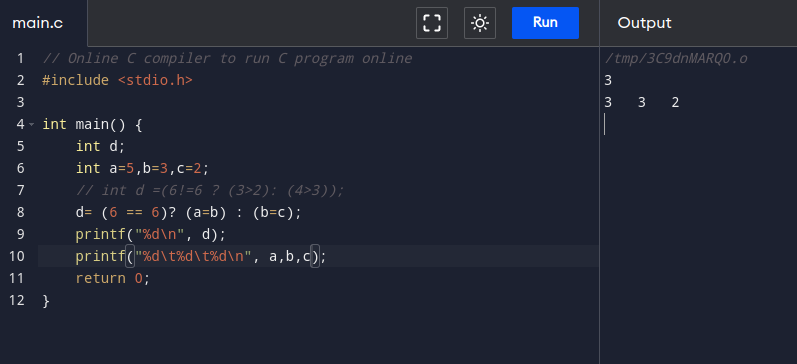 main.c
Run
Output
1 // Online C compiler to run C program online
2 #include <stdio.h>
3
4 int main() {
5     int d;
6     int a=5,b=3,c=2;
7     // int d =(6!=6 ? (3>2): (4>3));
8     d= (6 == 6)? (a=b) : (b=c);
9     printf("%d\n", d);
10     printf("%d\t%d\t%d\n", a,b,c);
11     return 0;
12 }
/tmp/3C9dnMARQO.o
3
3   3   2